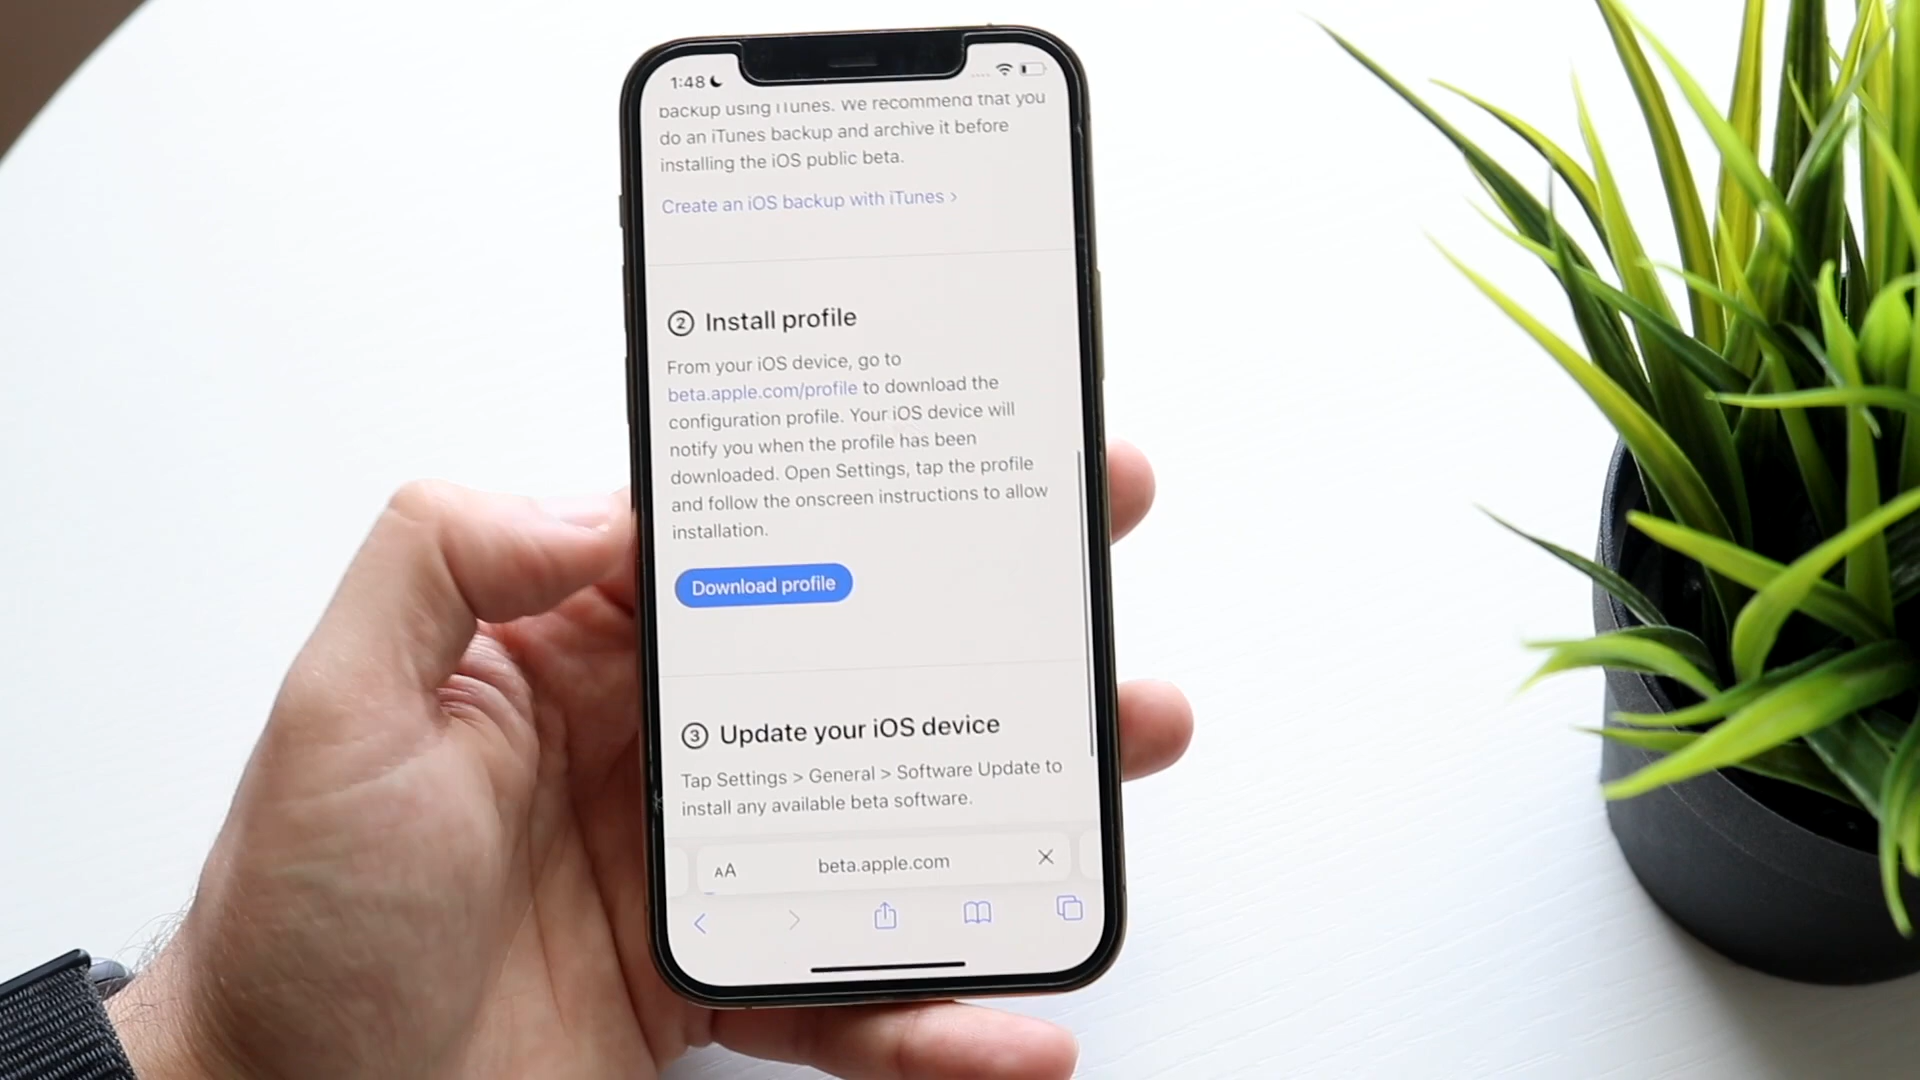 1:48
backup using iTunes. We recommend that you
do an iTunes backup and archive it before
installing the iOS public beta.
Create an iOS backup with iTunes >
2 Install profile
From your iOS device, go to
beta.apple.com/profile to download the
configuration profile. Your iOS device will
notify you when the profile has been
downloaded. Open Settings, tap the profile
and follow the onscreen instructions to allow
installation.
Download profile
3 Update your iOS device
Tap Settings > General > Software Update to
install any available beta software.
AA beta.apple.com